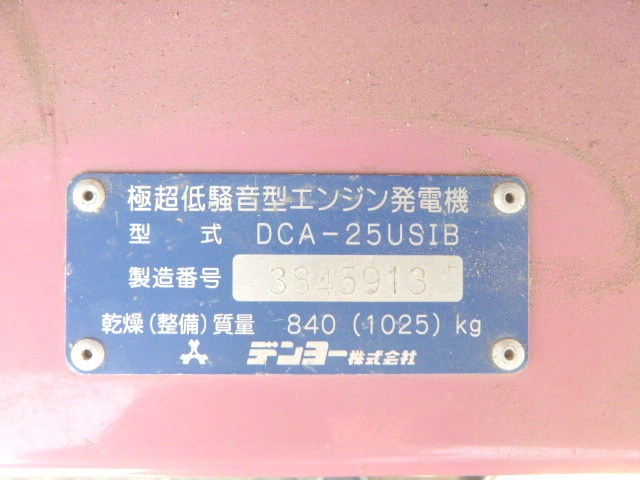 極超低騒音型エンジン発電機
型 式 DCA-25USIB
製造番号 3845913
乾燥(整備)質量 840 (1025) kg
デンヨー株式会社